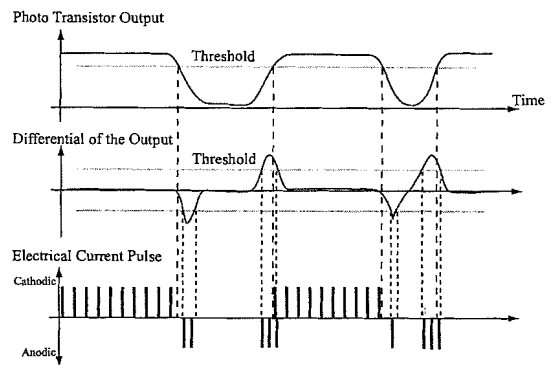 Photo Transistor Output
Threshold
Time
Differential of the Output
Threshold
Electrical Current Pulse
Cathodic
Anodic